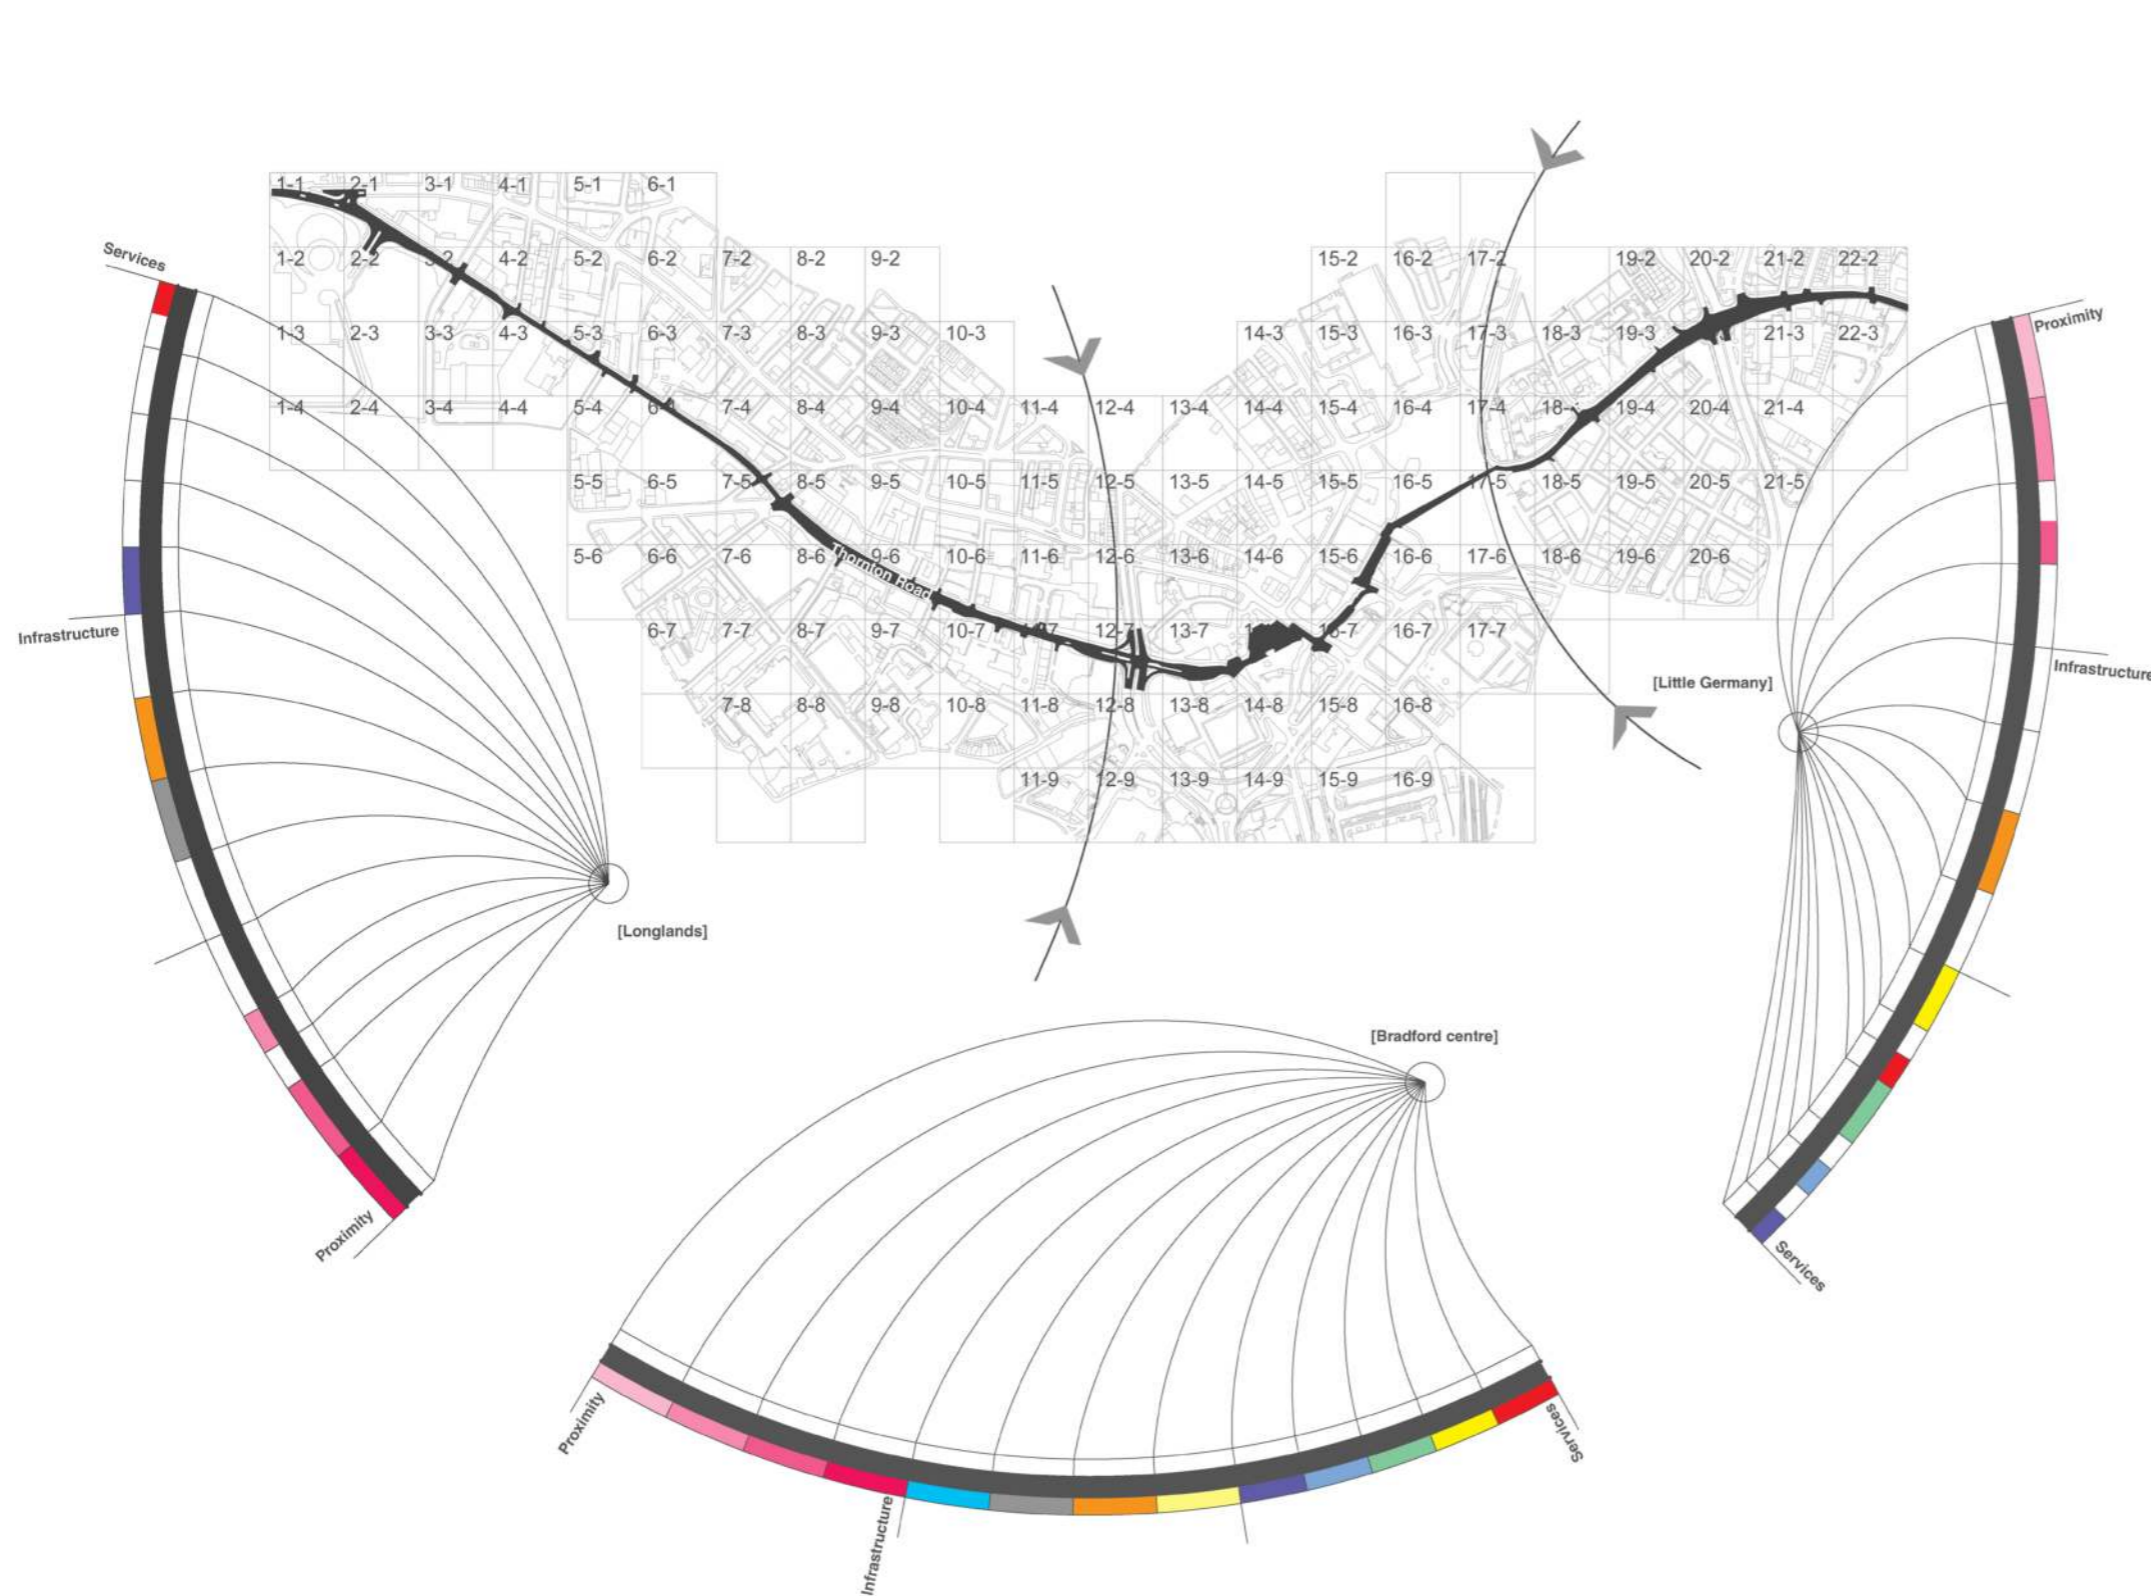 1-1 2-1 3-1 4-1 5-1 6-1
1-2 2-2 3-2 4-2 5-2 6-2 7-2 8-2 9-2 15-2 16-2 17-2 19-2 20-2 21-2 22-2
Services
1-3 2-3 3-3 4-3 5-3 6-3 7-3 8-3 9-3 10-3 14-3 15-3 16-3 17-3 18-3 19-3 21-3 22-3
Proximity
1-4 2-4 3-4 4-4 5-4 7-4 8-4 9-4 10-4 11-4 12-4 13-4 14-4 15-4 16-4 17-4 19-4 20-4 21-4
5-5 6-5 7-5 8-5 9-5 10-5 11-5 12-5 13-5 14-5 15-5 16-5 17-5 18-5 19-5 20-5 21-5
5-6 6-6 7-6 8-6 9-6 10-6 11-6 12-6 13-6 14-6 15-6 16-6 17-6 18-6 19-6 20-6
Thornton Road
Infrastructure
6-7 7-7 8-7 9-7 10-7 12-7 13-7 15-7 16-7 17-7
Infrastructure
[Little Germany]
7-8 8-8 9-8 10-8 11-8 12-8 13-8 14-8 15-8 16-8
11-9 12-9 13-9 14-9 15-9 16-9
[Longlands]
[Bradford centre]
Proximity
Services
Proximity
Services
Infrastructure